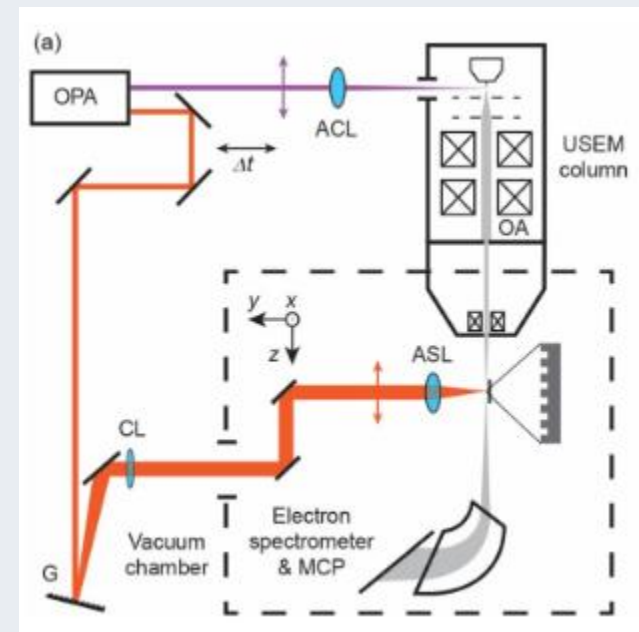 (a)
OPA
ACL
Δt
USEM
column
OA
y
x
z
ASL
CL
G
Vacuum
chamber
Electron
spectrometer
& MCP